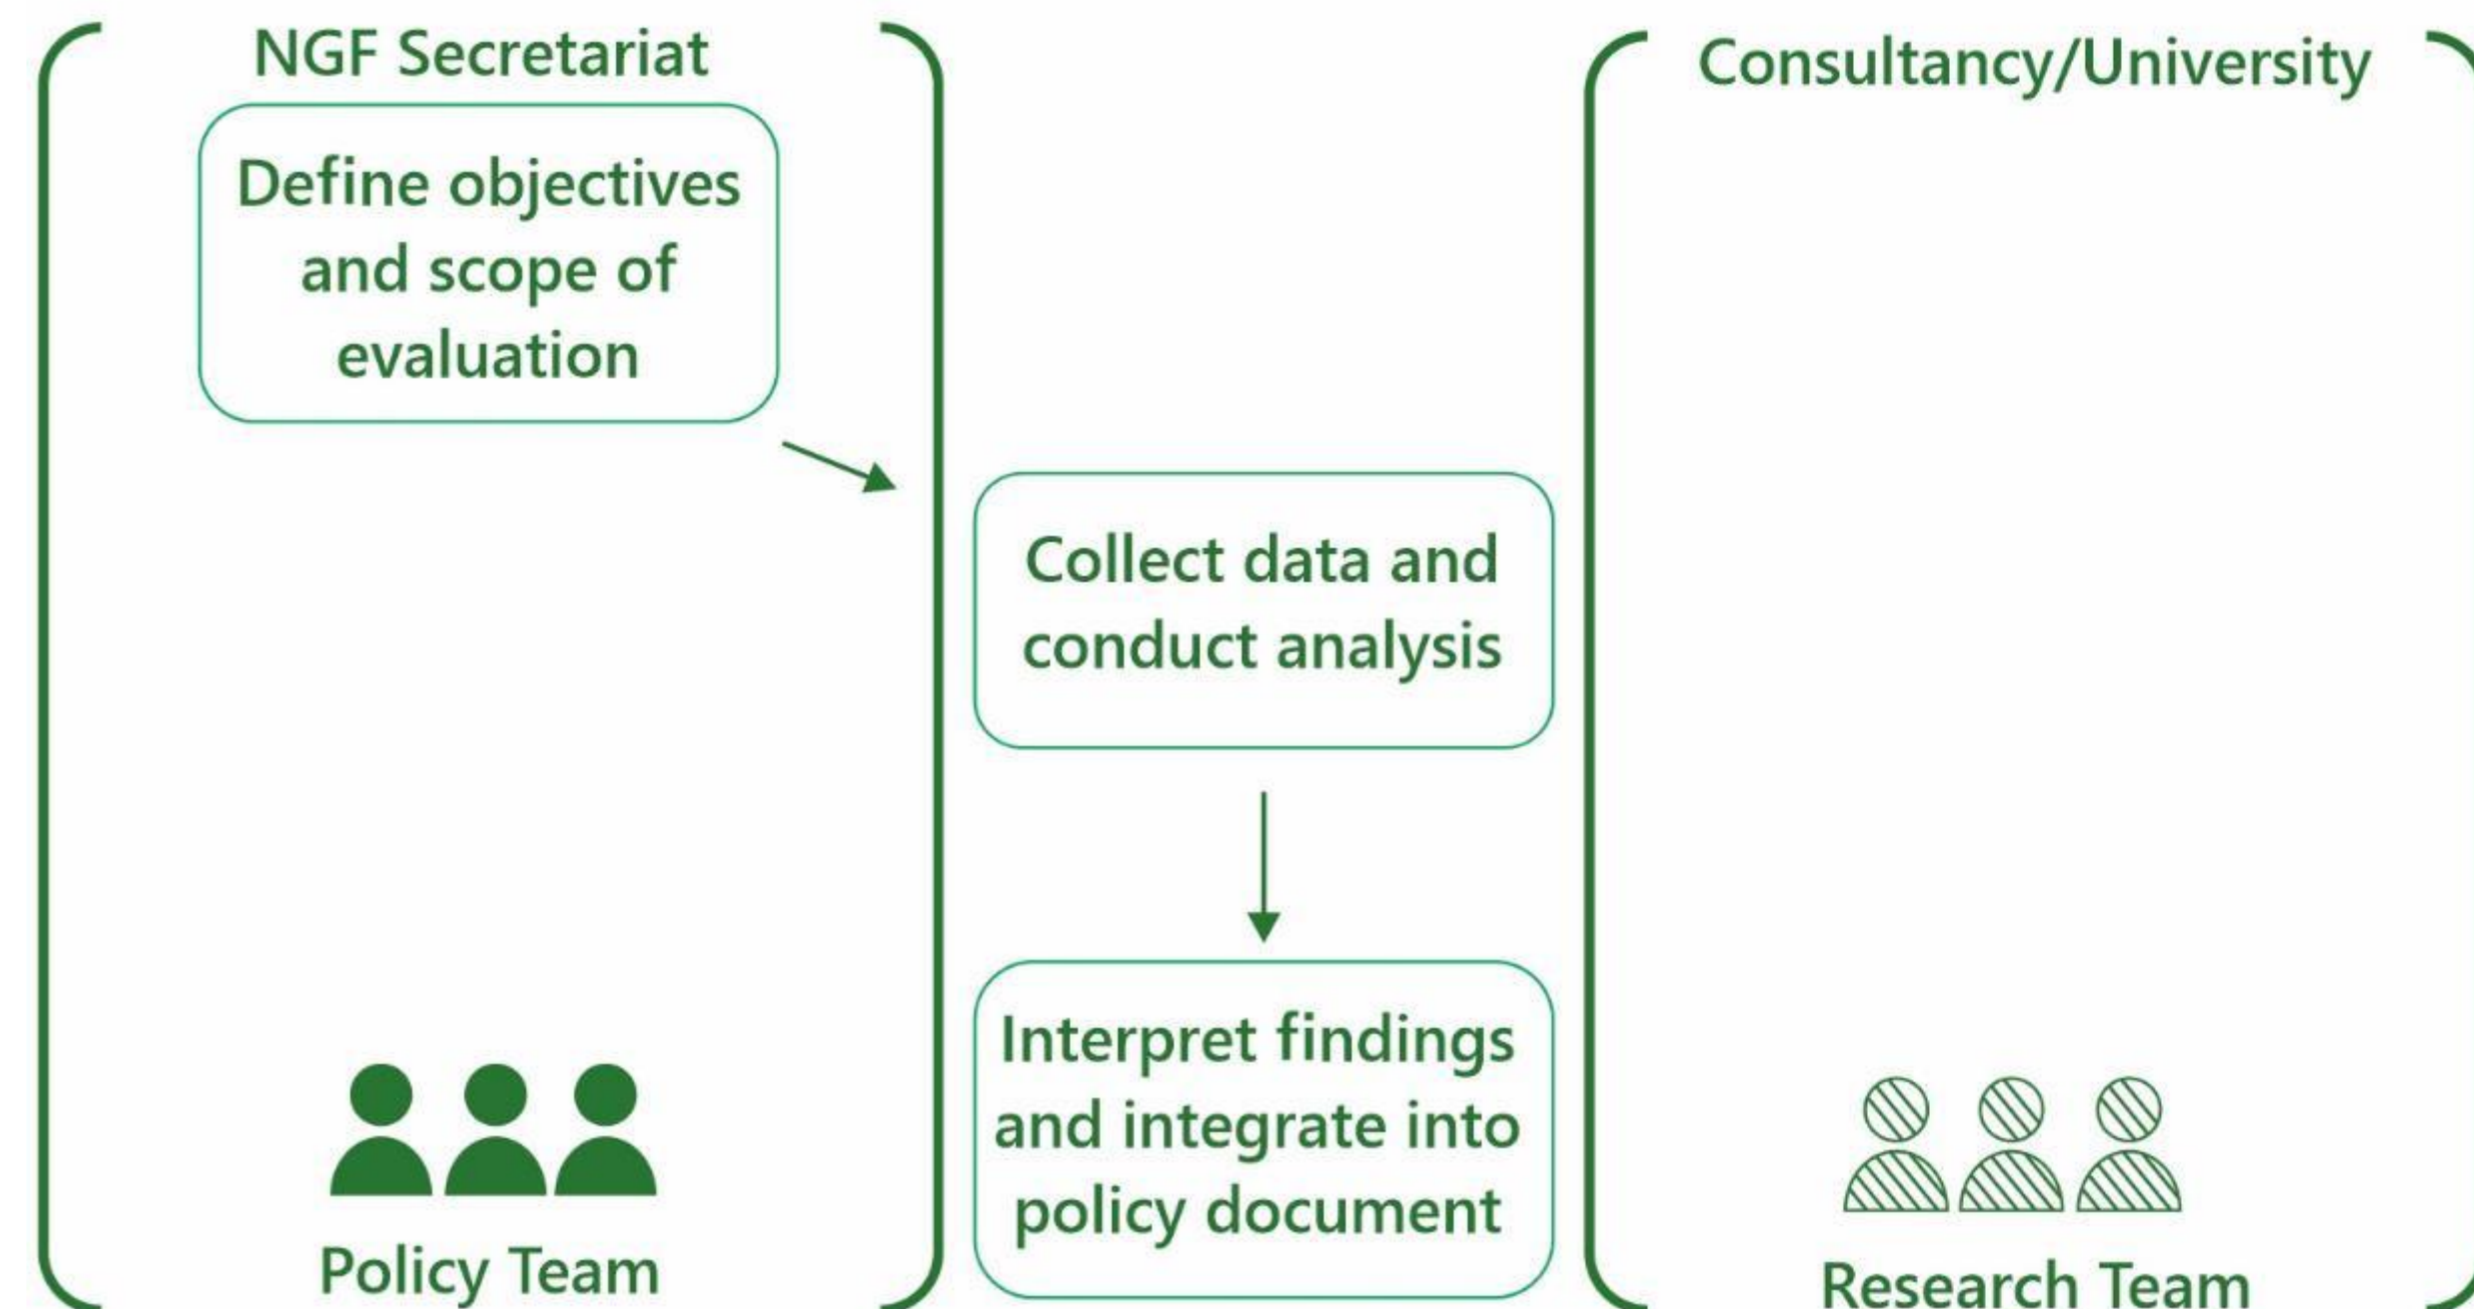 NGF Secretariat
Define objectives
and scope of
evaluation
Policy Team
Collect data and
conduct analysis
Interpret findings
and integrate into
policy document
Consultancy/University
Research Team